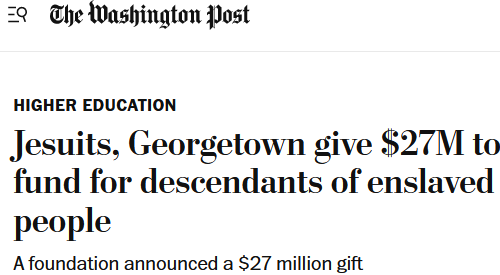 The Washington Post
HIGHER EDUCATION
Jesuits, Georgetown give $27M to
fund for descendants of enslaved
people
A foundation announced a $27 million gift